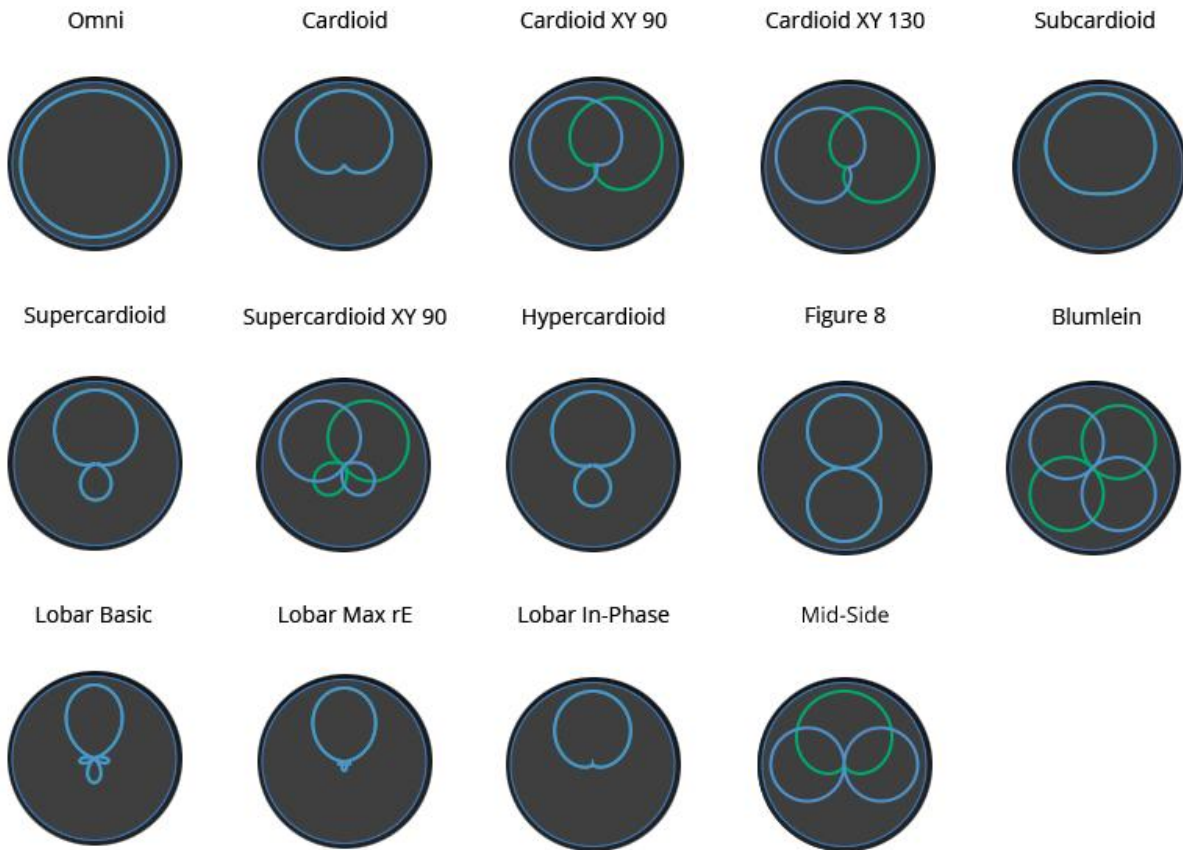 Omni
Cardioid
Cardioid XY 90
Cardioid XY 130
Subcardioid
Supercardioid
Supercardioid XY 90
Hypercardioid
Figure 8
Blumlein
Lobar Basic
Lobar Max rE
Lobar In-Phase
Mid-Side